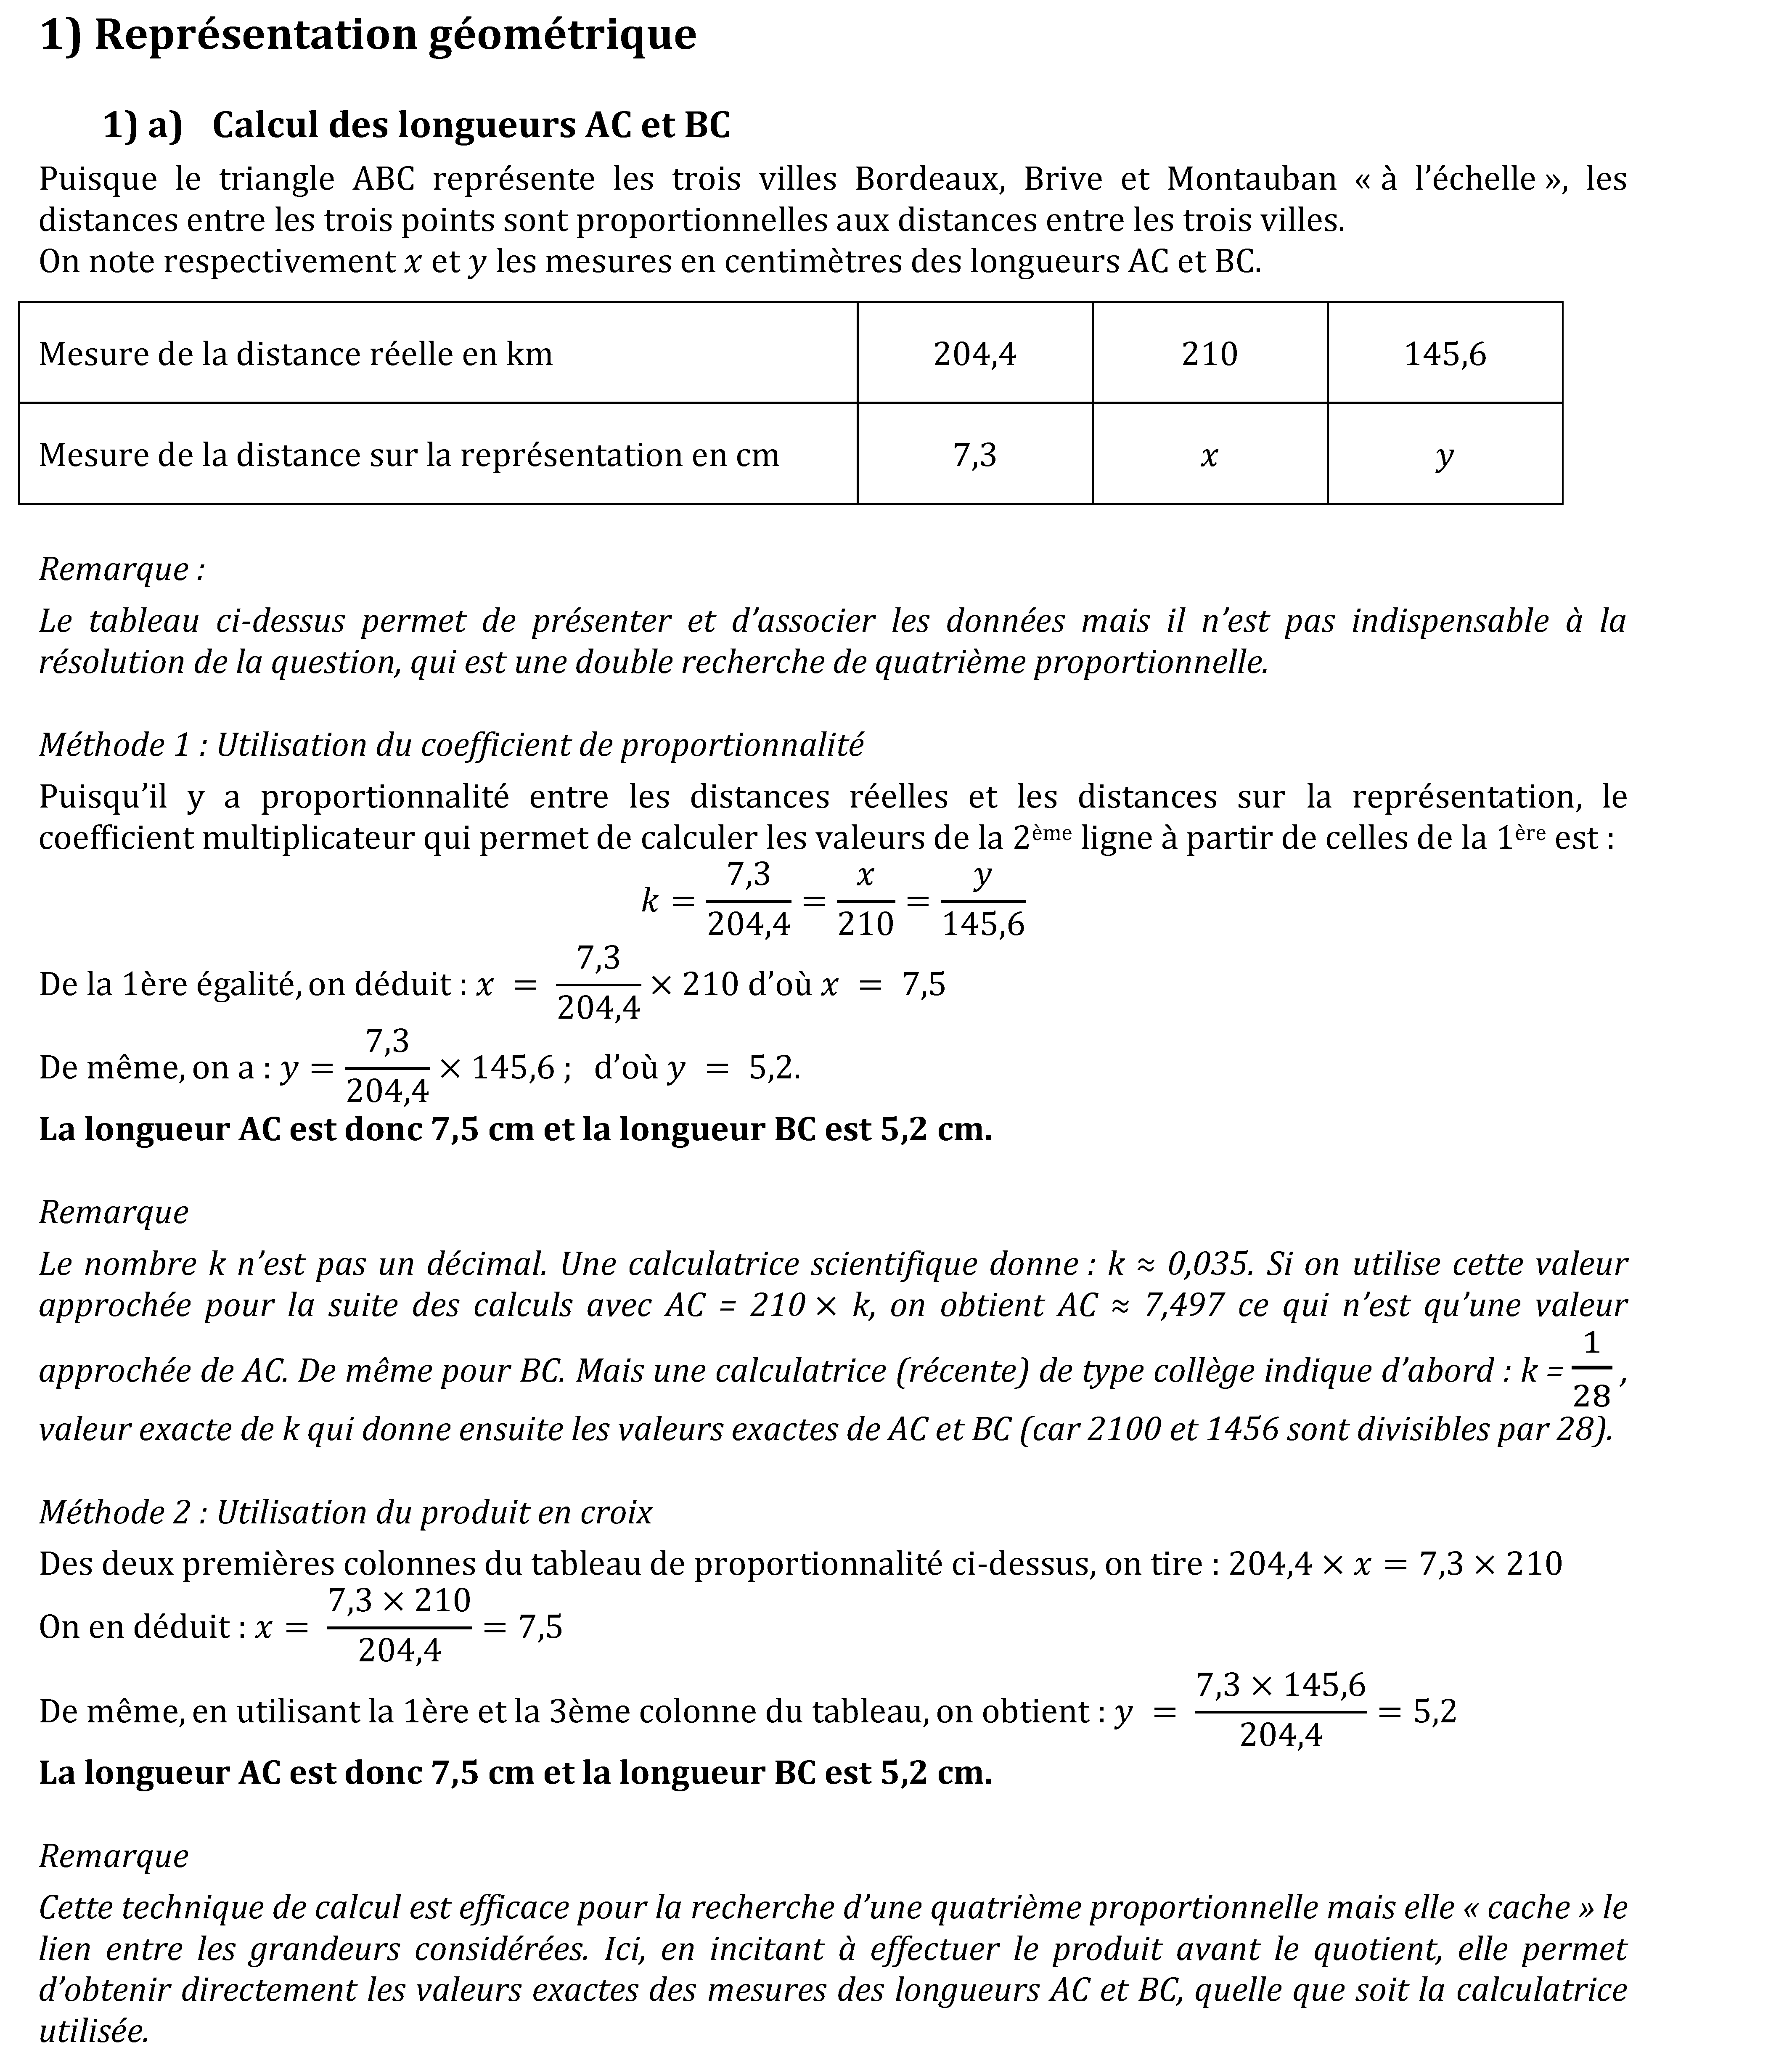 1) Représentation géométrique
1) a) Calcul des longueurs AC et BC
Puisque le triangle ABC représente les trois villes Bordeaux, Brive et Montauban « à l’échelle », les
distances entre les trois points sont proportionnelles aux distances entre les trois villes.
On note respectivement x et y les mesures en centimètres des longueurs AC et BC.
Mesure de la distance réelle en km 204,4 210 145,6
Mesure de la distance sur la représentation en cm 7,3 x y
Remarque :
Le tableau ci-dessus permet de présenter et d’associer les données mais il n’est pas indispensable à la
résolution de la question, qui est une double recherche de quatrième proportionnelle.
Méthode 1 : Utilisation du coefficient de proportionnalité
Puisqu’il y a proportionnalité entre les distances réelles et les distances sur la représentation, le
coefficient multiplicateur qui permet de calculer les valeurs de la 2ème ligne à partir de celles de la 1ère est :
k = 7,3/204,4 = x/210 = y/145,6
De la 1ère égalité, on déduit : x = 7,3/204,4 × 210 d’où x = 7,5
De même, on a : y = 7,3/204,4 × 145,6 ; d’où y = 5,2.
La longueur AC est donc 7,5 cm et la longueur BC est 5,2 cm.
Remarque
Le nombre k n’est pas un décimal. Une calculatrice scientifique donne : k ≈ 0,035. Si on utilise cette valeur
approchée pour la suite des calculs avec AC = 210 × k, on obtient AC ≈ 7,497 ce qui n’est qu’une valeur
approchée de AC. De même pour BC. Mais une calculatrice (récente) de type collège indique d’abord : k = 1/28,
valeur exacte de k qui donne ensuite les valeurs exactes de AC et BC (car 2100 et 1456 sont divisibles par 28).
Méthode 2 : Utilisation du produit en croix
Des deux premières colonnes du tableau de proportionnalité ci-dessus, on tire : 204,4 × x = 7,3 × 210
On en déduit : x = 7,3 × 210/204,4 = 7,5
De même, en utilisant la 1ère et la 3ème colonne du tableau, on obtient : y = 7,3 × 145,6/204,4 = 5,2
La longueur AC est donc 7,5 cm et la longueur BC est 5,2 cm.
Remarque
Cette technique de calcul est efficace pour la recherche d’une quatrième proportionnelle mais elle « cache » le
lien entre les grandeurs considérées. Ici, en incitant à effectuer le produit avant le quotient, elle permet
d’obtenir directement les valeurs exactes des mesures des longueurs AC et BC, quelle que soit la calculatrice
utilisée.